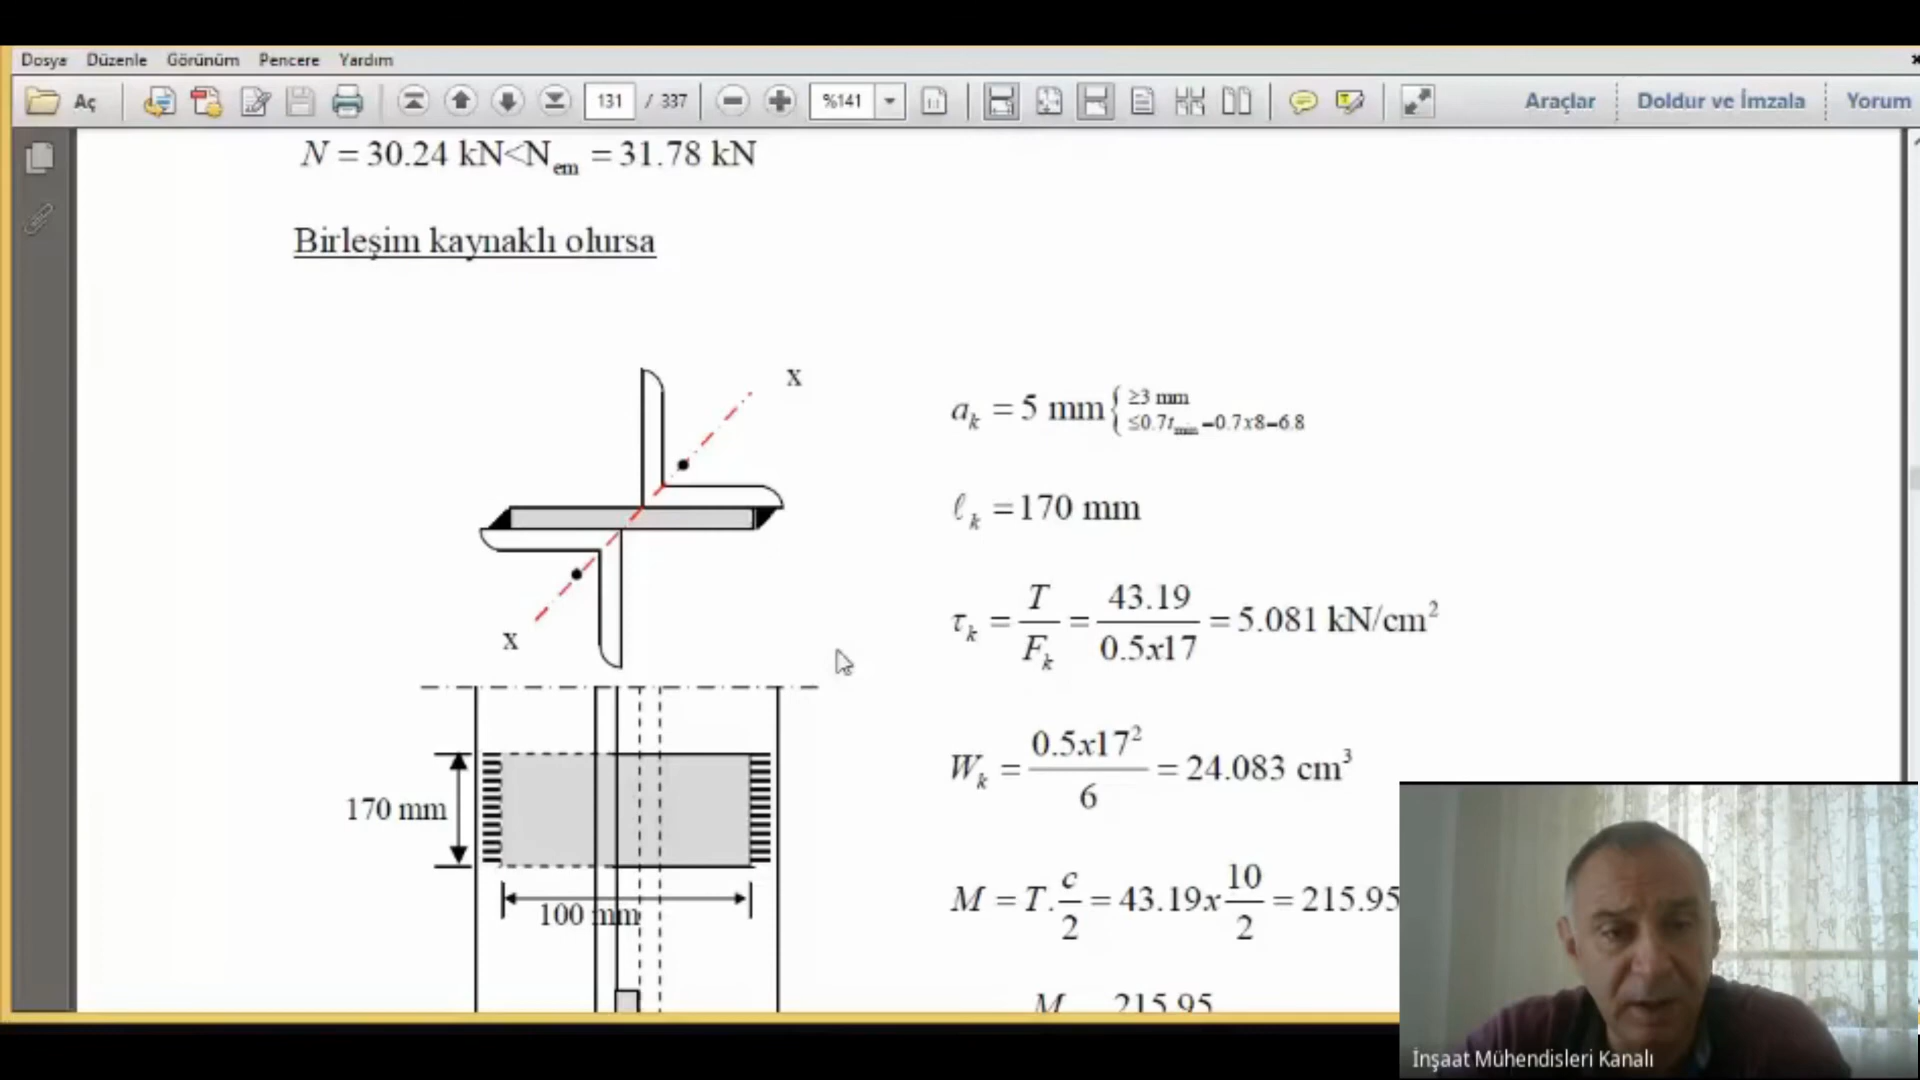 Dosya Düzenle Görünüm Pencere Yardım
Aç 131 / 337 %141 Araçlar Doldur ve İmzala Yorum
N = 30.24 kN<N_em = 31.78 kN
Birleşim kaynaklı olursa
x
a_k = 5 mm { ≥3 mm
≤0.7t_min=0.7x8=6.8
ℓ_k = 170 mm
τ_k = T/F_k = 43.19/0.5x17 = 5.081 kN/cm²
x
W_k = 0.5x17²/6 = 24.083 cm³
170 mm
M = T.c/2 = 43.19x10/2 = 215.95
100 mm
M 215.95
İnşaat Mühendisleri Kanalı